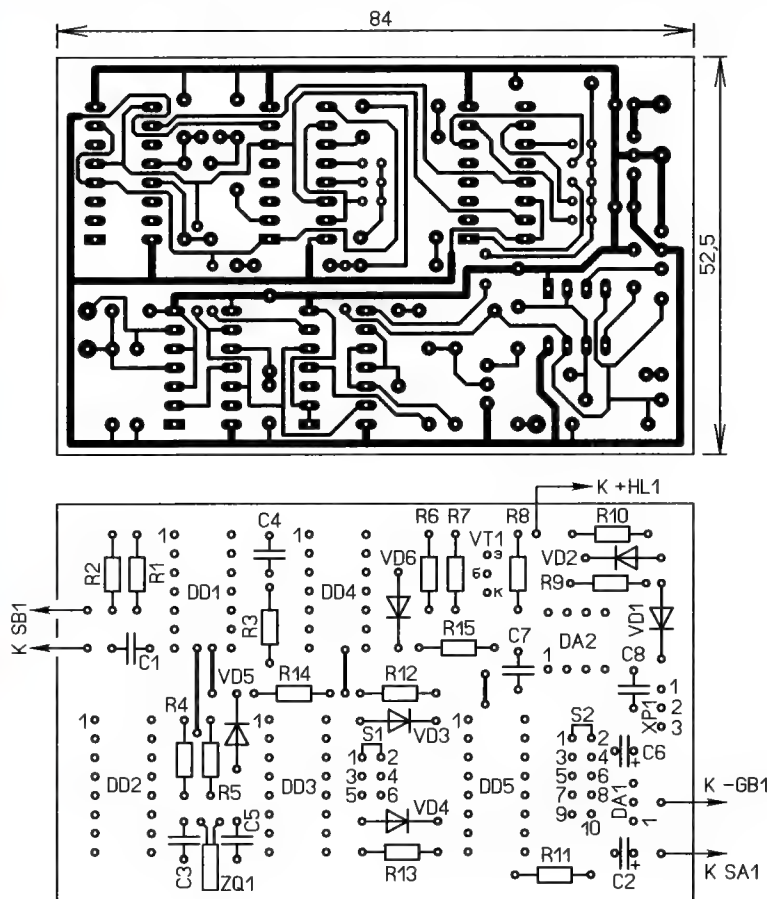 84
52,5
К +HL1
R6 R7 VT1 R8 R10
C4
э
VD2
1 1 VD6 б
R2 R1 DD1 DD4 к R9
К SB1 R3 VD1
R15 C7 DA2
C1 1 C8
R14 R12
VD5
R4 1
XP1 2
3
1 1 VD3 1 S2
S1 1 2
1 2 3 4 C6
+
3 4 5 6
DD2 R5 DD3 5 6 DD5 7 8 DA1
К -GB1
9 10 1
VD4
C3 C5
ZQ1 R13 R11 C2 +
К SA1